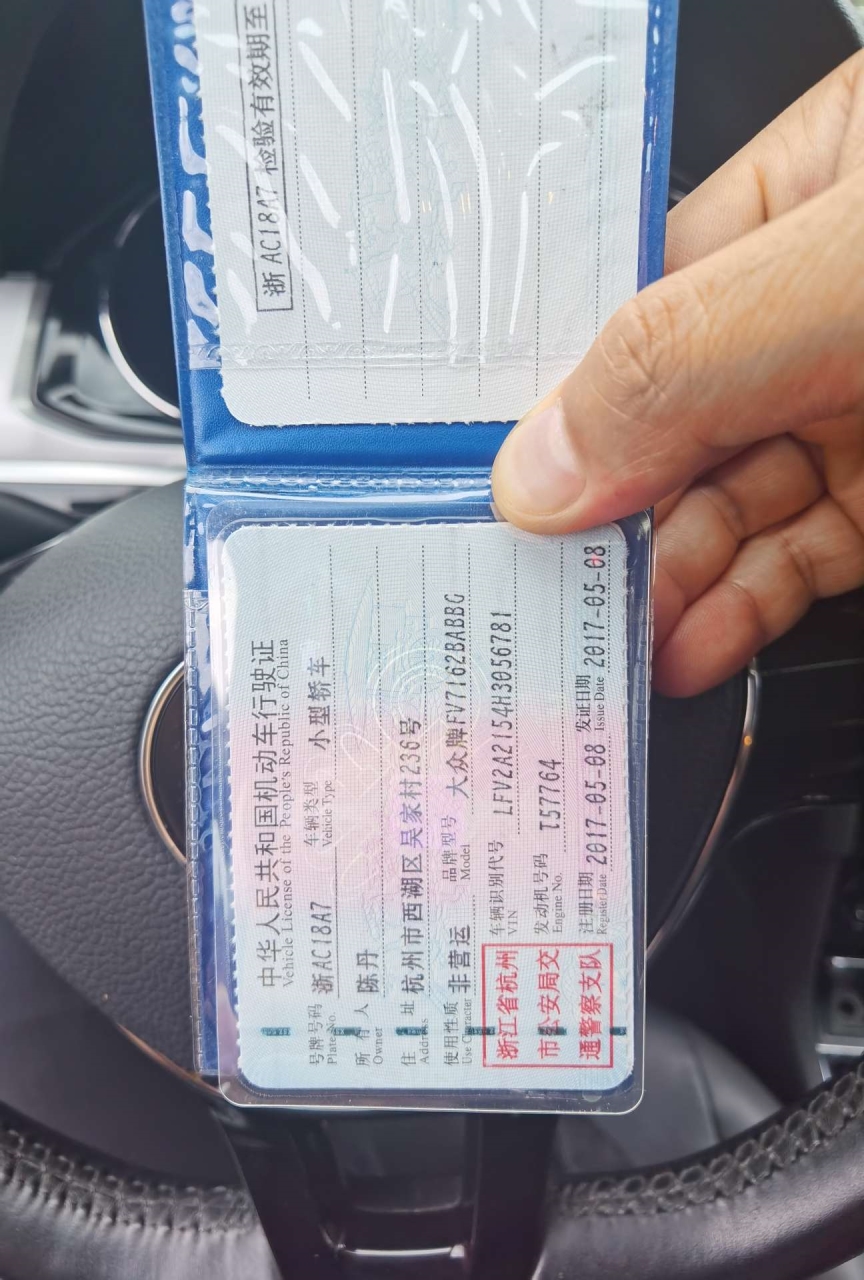 浙AC18A7 检验有效期至
中华人民共和国机动车行驶证
Vehicle License of the People's Republic of China
号牌号码 浙AC18A7 车辆类型 小型轿车
Plate No. Vehicle Type
所有人 陈丹
Owner
住址 杭州市西湖区吴家村236号
Address
使用性质 非营运 品牌型号 大众牌FV7162BABBG
Use Character Model
浙江省杭州
市公安局交
通警察支队
车辆识别代号 LFV2A2154H3056781
VIN
发动机号码 T57764
Engine No.
注册日期 2017-05-08 发证日期 2017-05-08
Register Date Issue Date